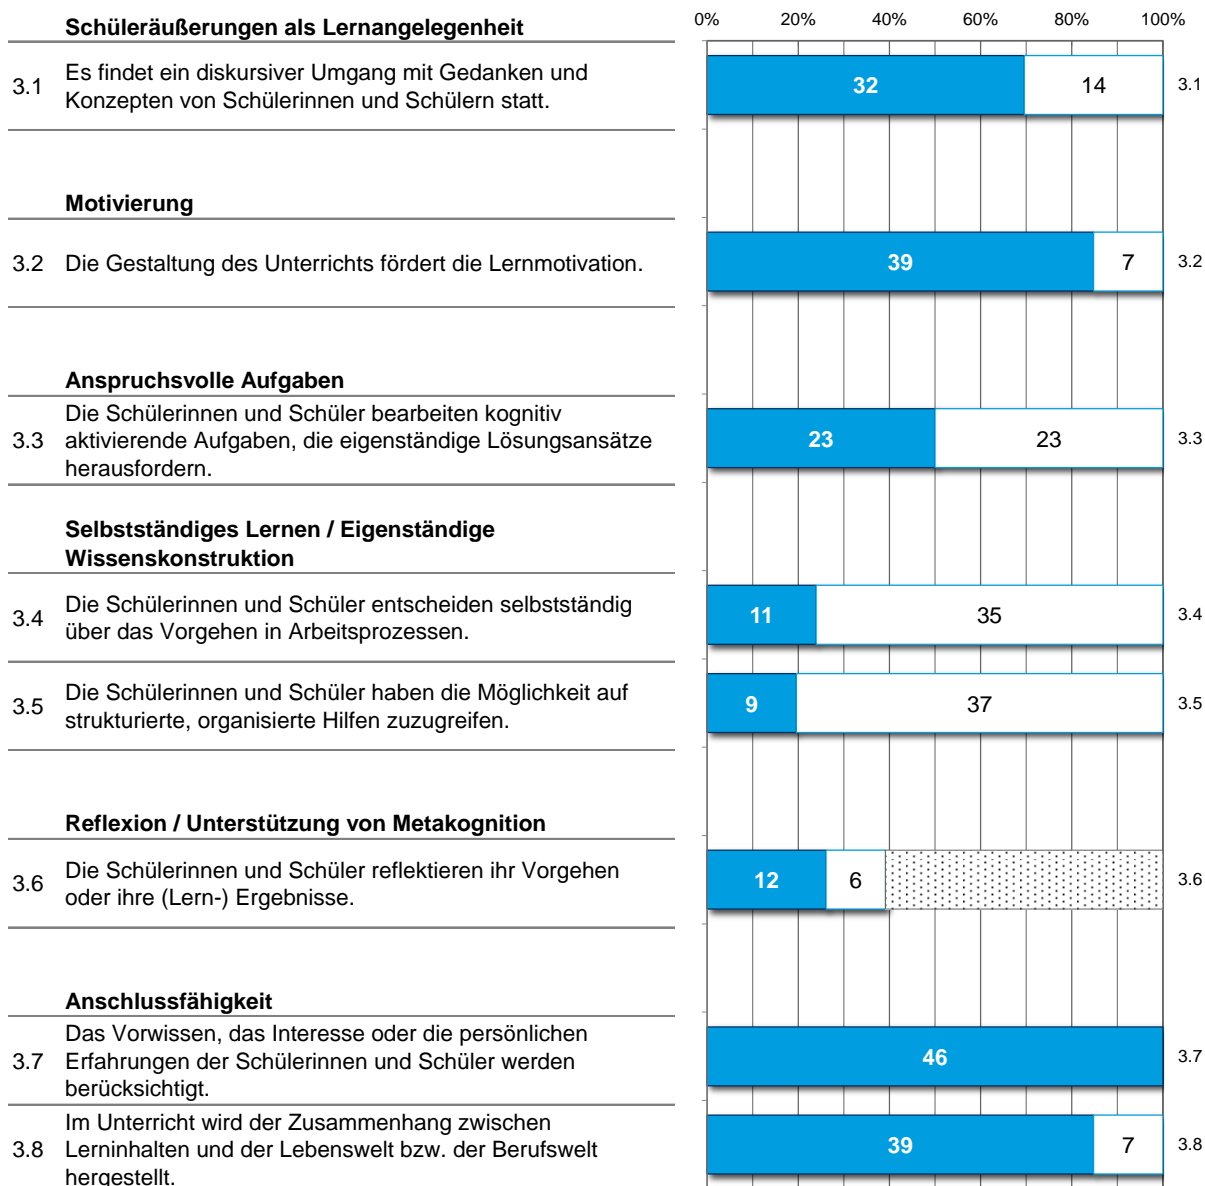 0% 20% 40% 60% 80% 100%
Schüleräußerungen als Lernangelegenheit
3.1 Es findet ein diskursiver Umgang mit Gedanken und
Konzepten von Schülerinnen und Schülern statt.
32 14 3.1
Motivierung
3.2 Die Gestaltung des Unterrichts fördert die Lernmotivation.
39 7 3.2
Anspruchsvolle Aufgaben
Die Schülerinnen und Schüler bearbeiten kognitiv
3.3 aktivierende Aufgaben, die eigenständige Lösungsansätze
herausfordern.
23 23 3.3
Selbstständiges Lernen / Eigenständige
Wissenskonstruktion
3.4 Die Schülerinnen und Schüler entscheiden selbstständig
über das Vorgehen in Arbeitsprozessen.
11 35 3.4
3.5 Die Schülerinnen und Schüler haben die Möglichkeit auf
strukturierte, organisierte Hilfen zuzugreifen.
9 37 3.5
Reflexion / Unterstützung von Metakognition
3.6 Die Schülerinnen und Schüler reflektieren ihr Vorgehen
oder ihre (Lern-) Ergebnisse.
12 6 3.6
Anschlussfähigkeit
Das Vorwissen, das Interesse oder die persönlichen
3.7 Erfahrungen der Schülerinnen und Schüler werden
berücksichtigt.
46 3.7
Im Unterricht wird der Zusammenhang zwischen
3.8 Lerninhalten und der Lebenswelt bzw. der Berufswelt
hergestellt.
39 7 3.8